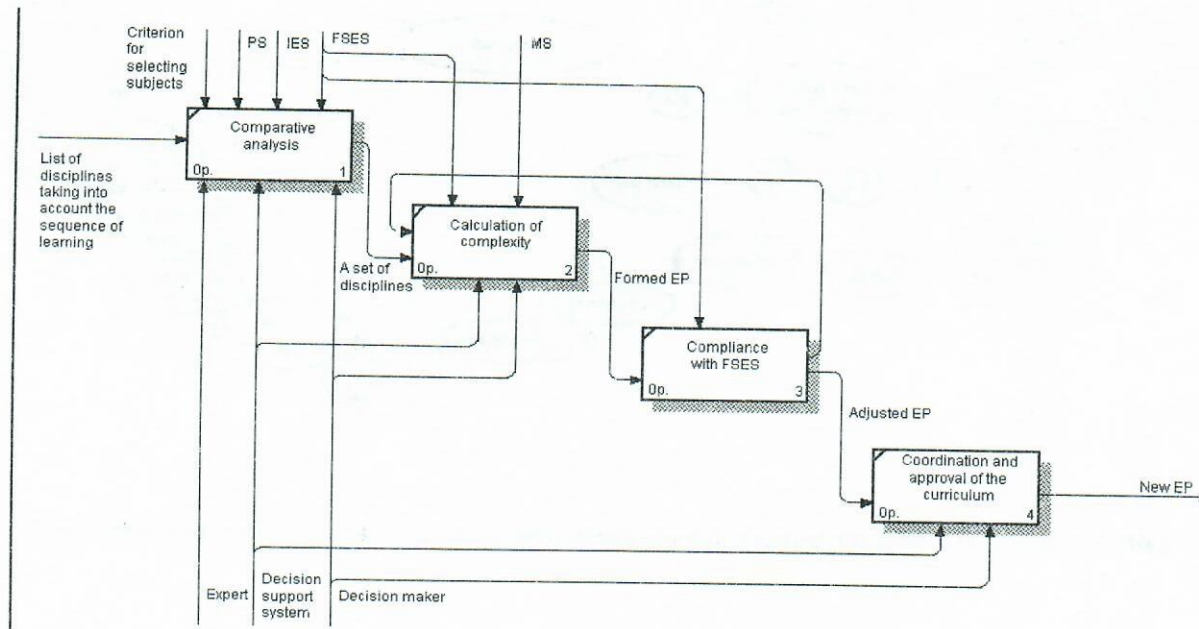 Criterion
for
selecting
subjects
PS
IES
FSES
MS
Comparative
analysis
0p.
1
List of
disciplines
taking into
account the
sequence of
learning
Calculation of
complexity
0p.
2
A set of
disciplines
Formed EP
Compliance
with FSES
0p.
3
Adjusted EP
Coordination and
approval of the
curriculum
0p.
4
New EP
Expert
Decision
support
system
Decision maker